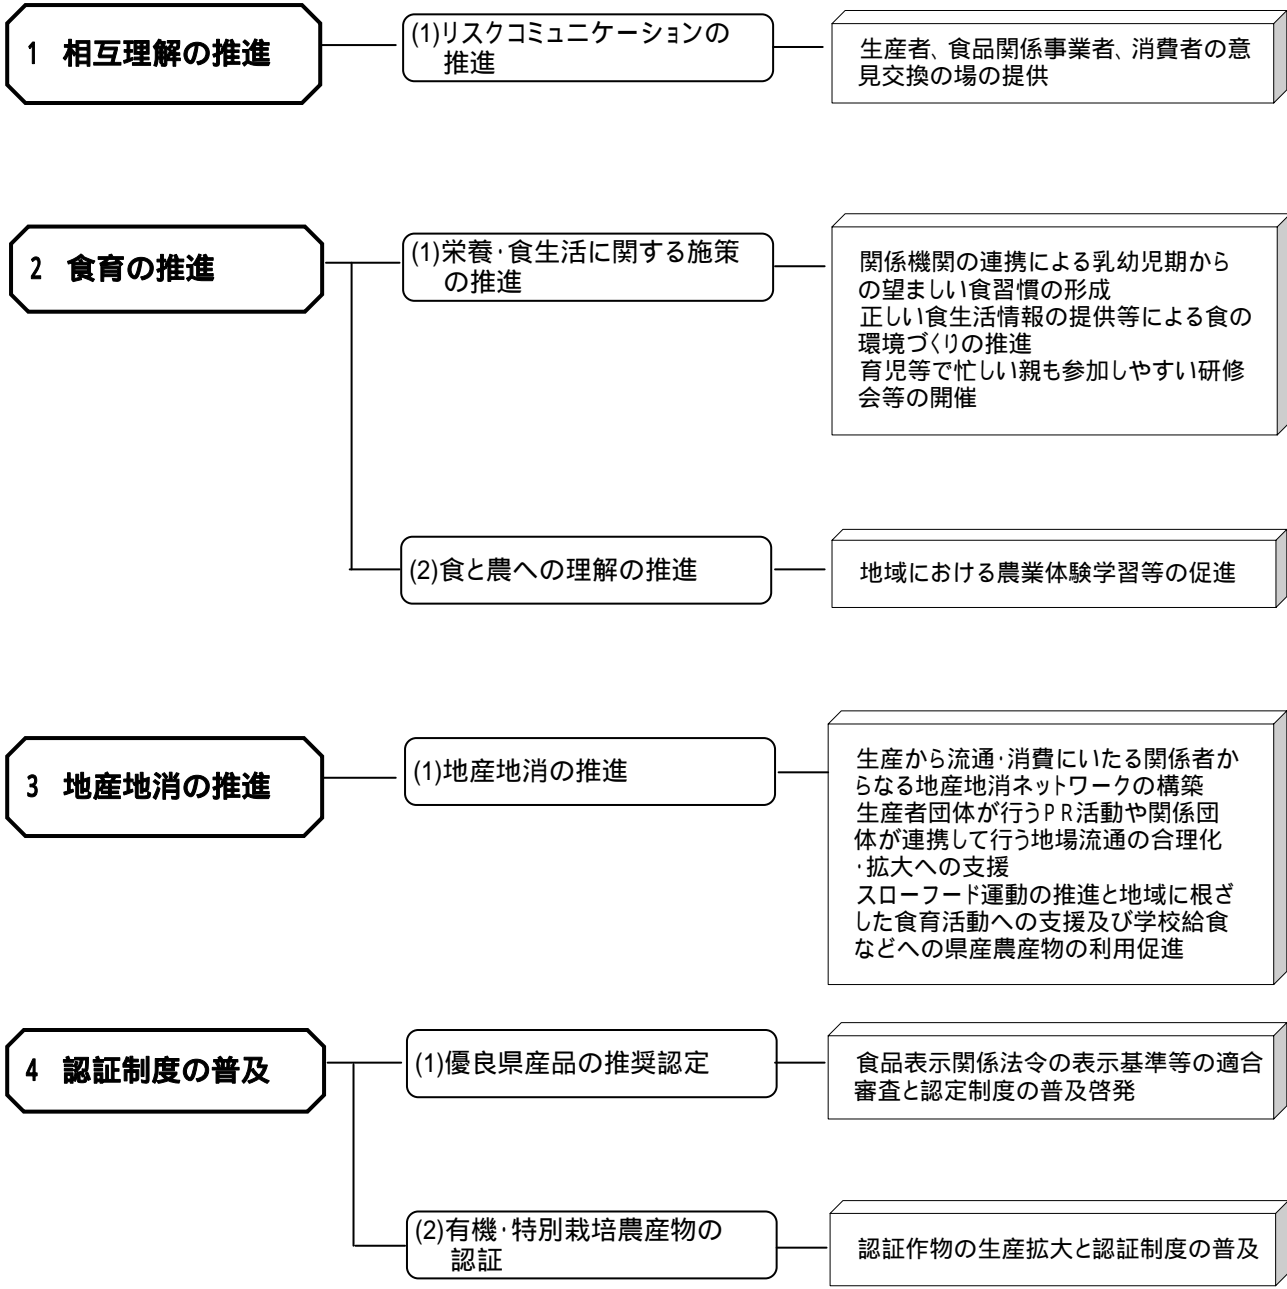 1 相互理解の推進
(1)リスクコミュニケーションの
推進
生産者、食品関係事業者、消費者の意
見交換の場の提供
2 食育の推進
(1)栄養・食生活に関する施策
の推進
関係機関の連携による乳幼児期から
の望ましい食習慣の形成
正しい食生活情報の提供等による食の
環境づくりの推進
育児等で忙しい親も参加しやすい研修
会等の開催
(2)食と農への理解の推進
地域における農業体験学習等の促進
3 地産地消の推進
(1)地産地消の推進
生産から流通・消費にいたる関係者か
らなる地産地消ネットワークの構築
生産者団体が行うPR活動や関係団
体が連携して行う地場流通の合理化
・拡大への支援
スローフード運動の推進と地域に根ざ
した食育活動への支援及び学校給食
などへの県産農産物の利用促進
4 認証制度の普及
(1)優良県産品の推奨認定
食品表示関係法令の表示基準等の適合
審査と認定制度の普及啓発
(2)有機・特別栽培農産物の
認証
認証作物の生産拡大と認証制度の普及